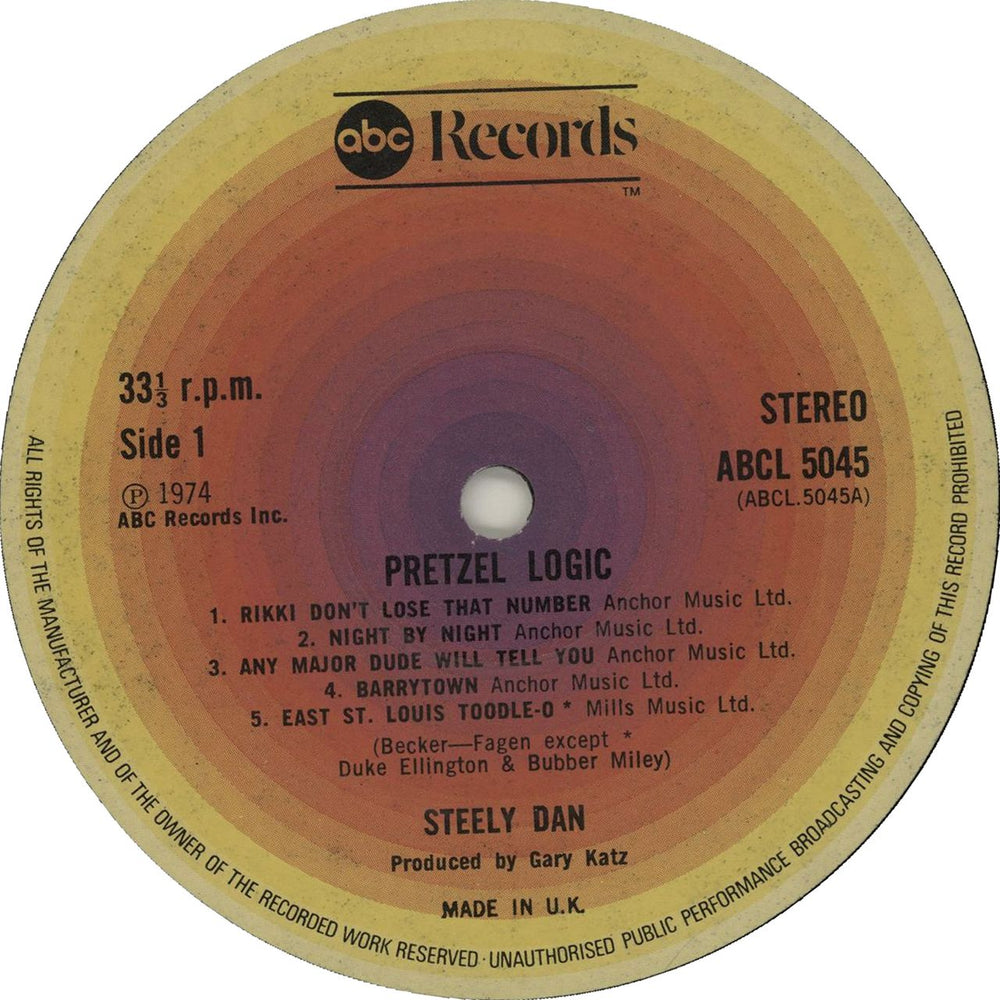 abc Records
TM
33⅓ r.p.m.
Side 1
℗ 1974
ABC Records Inc.
STEREO
ABCL 5045
(ABCL.5045A)
PRETZEL LOGIC
1. RIKKI DON'T LOSE THAT NUMBER Anchor Music Ltd.
2. NIGHT BY NIGHT Anchor Music Ltd.
3. ANY MAJOR DUDE WILL TELL YOU Anchor Music Ltd.
4. BARRYTOWN Anchor Music Ltd.
5. EAST ST. LOUIS TOODLE-O * Mills Music Ltd.
(Becker—Fagen except *
Duke Ellington & Bubber Miley)
STEELY DAN
Produced by Gary Katz
MADE IN U.K.
ALL RIGHTS OF THE MANUFACTURER AND OF THE OWNER OF THE RECORDED WORK RESERVED · UNAUTHORISED PUBLIC PERFORMANCE BROADCASTING AND COPYING OF THIS RECORD PROHIBITED